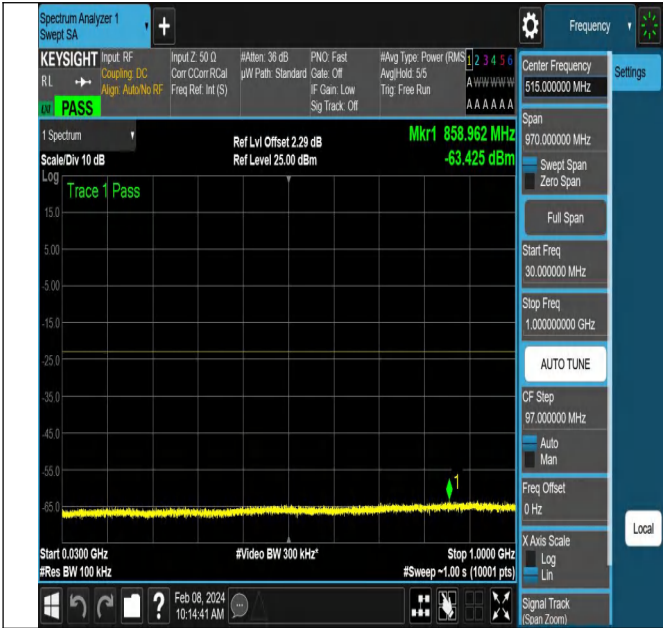 Spectrum Analyzer 1
Swept SA
+
Frequency
KEYSIGHT
RL
PASS
Input: RF
Coupling: DC
Align: Auto/No RF
Input Z: 50 Ω
Corr CCorr RCal
Freq Ref: Int (S)
#Atten: 36 dB
µW Path: Standard
PNO: Fast
Gate: Off
IF Gain: Low
Sig Track: Off
#Avg Type: Power (RMS
Avg|Hold: 5/5
Trig: Free Run
1 2 3 4 5 6
A W W W W W
A A A A A A
1 Spectrum
Scale/Div 10 dB
Ref Lvl Offset 2.29 dB
Ref Level 25.00 dBm
Mkr1 858.962 MHz
-63.425 dBm
Log
Trace 1 Pass
15.0
5.00
-5.00
-15.0
-25.0
-35.0
-45.0
-55.0
-65.0
1
Start 0.0300 GHz
#Res BW 100 kHz
#Video BW 300 kHz*
Stop 1.0000 GHz
#Sweep ~1.00 s (10001 pts)
Center Frequency
515.000000 MHz
Settings
Span
970.000000 MHz
Swept Span
Zero Span
Full Span
Start Freq
30.000000 MHz
Stop Freq
1.000000000 GHz
AUTO TUNE
CF Step
97.000000 MHz
Auto
Man
Freq Offset
0 Hz
X Axis Scale
Log
Lin
Local
Signal Track
(Span Zoom)
?
Feb 08, 2024
10:14:41 AM